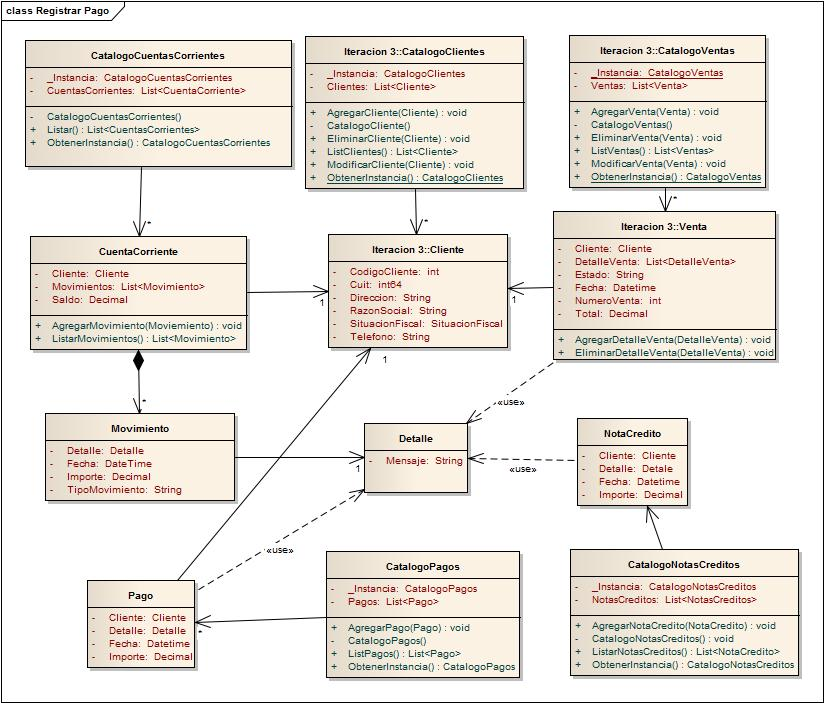 class Registrar Pago
CatalogoCuentasCorrientes
- _Instancia: CatalogoCuentasCorrientes
- CuentasCorrientes: List<CuentaCorriente>
- CatalogoCuentasCorrientes()
+ Listar() : List<CuentasCorrientes>
+ ObtenerInstancia() : CatalogoCuentasCorrientes
Iteracion 3::CatalogoClientes
- _Instancia: CatalogoClientes
- Clientes: List<Cliente>
+ AgregarCliente(Cliente) : void
- CatalogoCliente()
+ EliminarCliente(Cliente) : void
+ ListClientes() : List<Cliente>
+ ModificarCliente(Cliente) : void
+ ObtenerInstancia() : CatalogoClientes
Iteracion 3::CatalogoVentas
- _Instancia: CatalogoVentas
- Ventas: List<Venta>
+ AgregarVenta(Venta) : void
- CatalogoVentas()
+ EliminarVenta(Venta) : void
+ ListVentas() : List<Ventas>
+ ModificarVenta(Venta) : void
+ ObtenerInstancia() : CatalogoVentas
*
*
*
CuentaCorriente
- Cliente: Cliente
- Movimientos: List<Movimiento>
- Saldo: Decimal
+ AgregarMovimiento(Moviemiento) : void
+ ListarMovimientos() : List<Movimiento>
1
Iteracion 3::Cliente
- CodigoCliente: int
- Cuit: int64
- Direccion: String
- RazonSocial: String
- SituacionFiscal: SituacionFiscal
- Telefono: String
1
Iteracion 3::Venta
- Cliente: Cliente
- DetalleVenta: List<DetalleVenta>
- Estado: String
- Fecha: Datetime
- NumeroVenta: int
- Total: Decimal
+ AgregarDetalleVenta(DetalleVenta) : void
+ EliminarDetalleVenta(DetalleVenta) : void
1
*
«use»
Movimiento
- Detalle: Detalle
- Fecha: DateTime
- Importe: Decimal
- TipoMovimiento: String
1
Detalle
- Mensaje: String
«use»
NotaCredito
- Cliente: Cliente
- Detalle: Detale
- Fecha: Datetime
- Importe: Decimal
«use»
Pago
- Cliente: Cliente
- Detalle: Detalle
- Fecha: Datetime
- Importe: Decimal
*
CatalogoPagos
- _Instancia: CatalogoPagos
- Pagos: List<Pago>
+ AgregarPago(Pago) : void
- CatalogoPagos()
+ ListPagos() : List<Pago>
+ ObtenerInstancia() : CatalogoPagos
CatalogoNotasCreditos
- _Instancia: CatalogoNotasCreditos
- NotasCreditos: List<NotasCreditos>
+ AgregarNotaCredito(NotaCredito) : void
- CatalogoNotasCreditos() : void
+ ListarNotasCreditos() : List<NotaCredito>
+ ObtenerInstancia() : CatalogoNotasCreditos